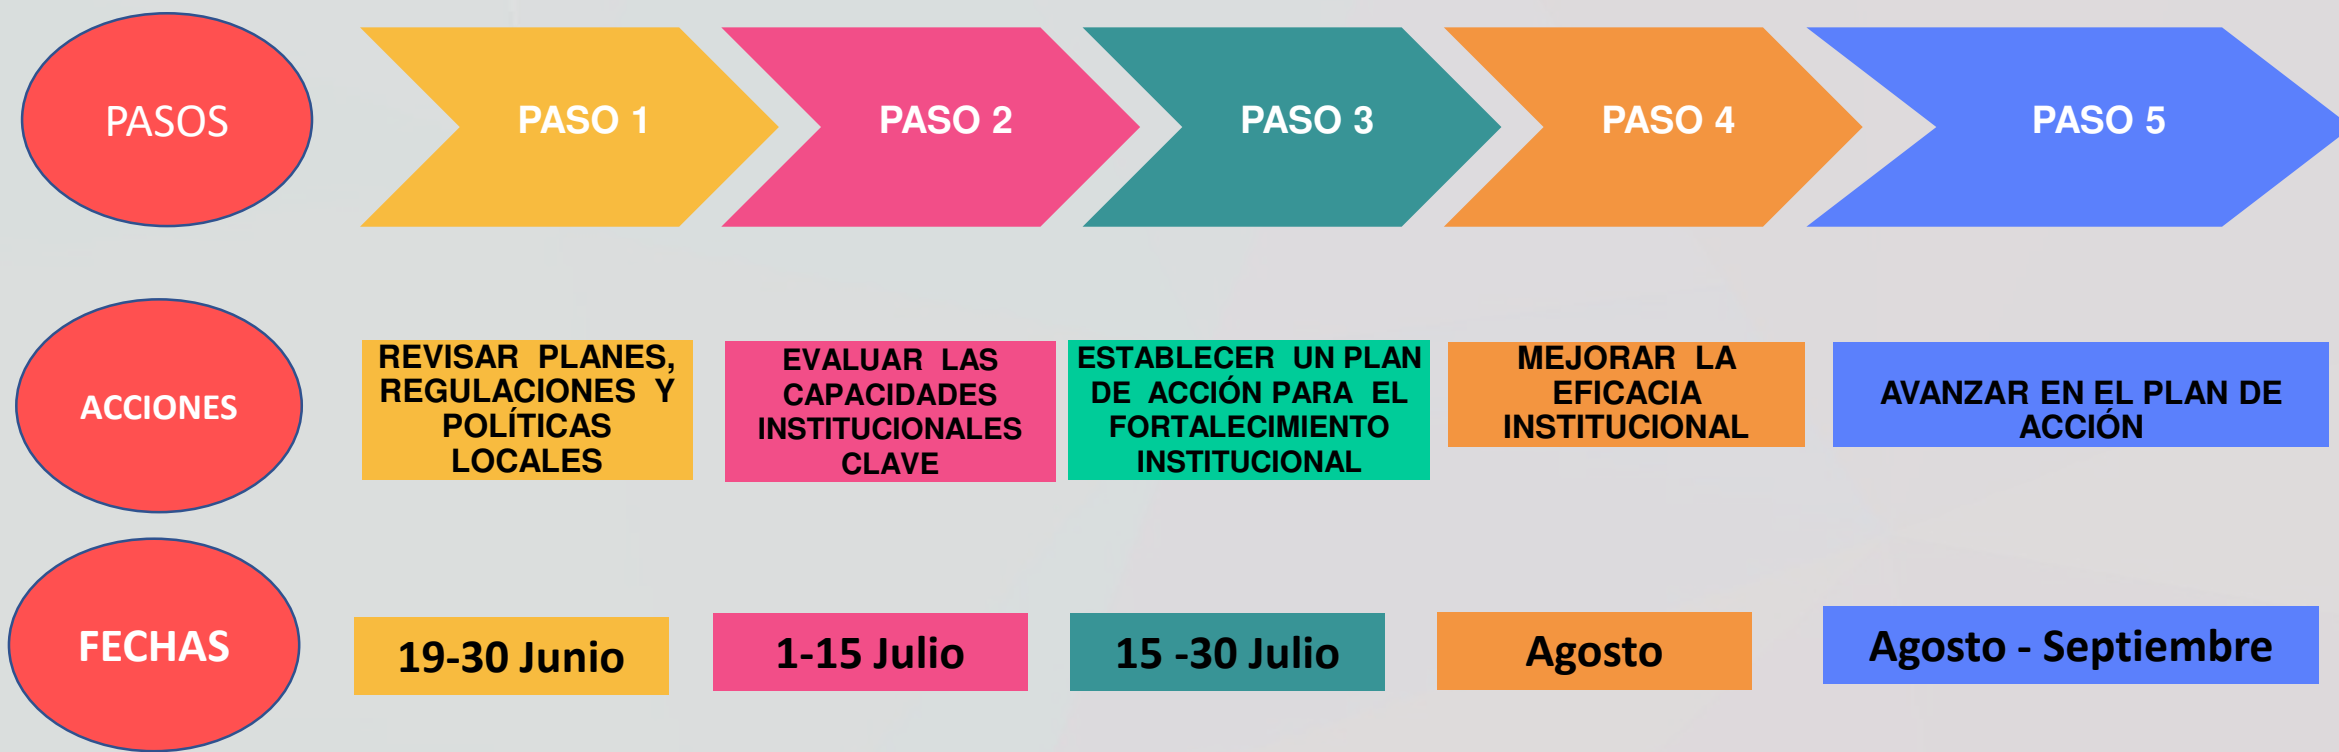 PASOS
PASO 1
PASO 2
PASO 3
PASO 4
PASO 5
ACCIONES
REVISAR PLANES,
REGULACIONES Y
POLÍTICAS
LOCALES
EVALUAR LAS
CAPACIDADES
INSTITUCIONALES
CLAVE
ESTABLECER UN PLAN
DE ACCIÓN PARA EL
FORTALECIMIENTO
INSTITUCIONAL
MEJORAR LA
EFICACIA
INSTITUCIONAL
AVANZAR EN EL PLAN DE
ACCIÓN
FECHAS
19-30 Junio
1-15 Julio
15 -30 Julio
Agosto
Agosto - Septiembre